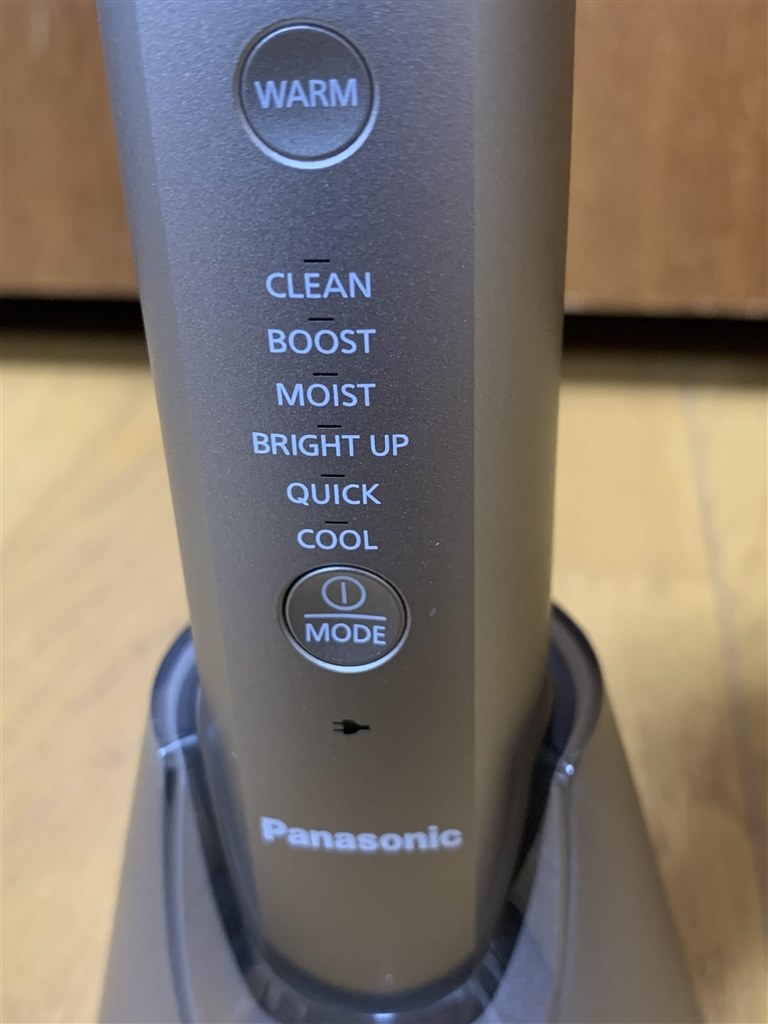 WARM
CLEAN
BOOST
MOIST
BRIGHT UP
QUICK
COOL
MODE
Panasonic